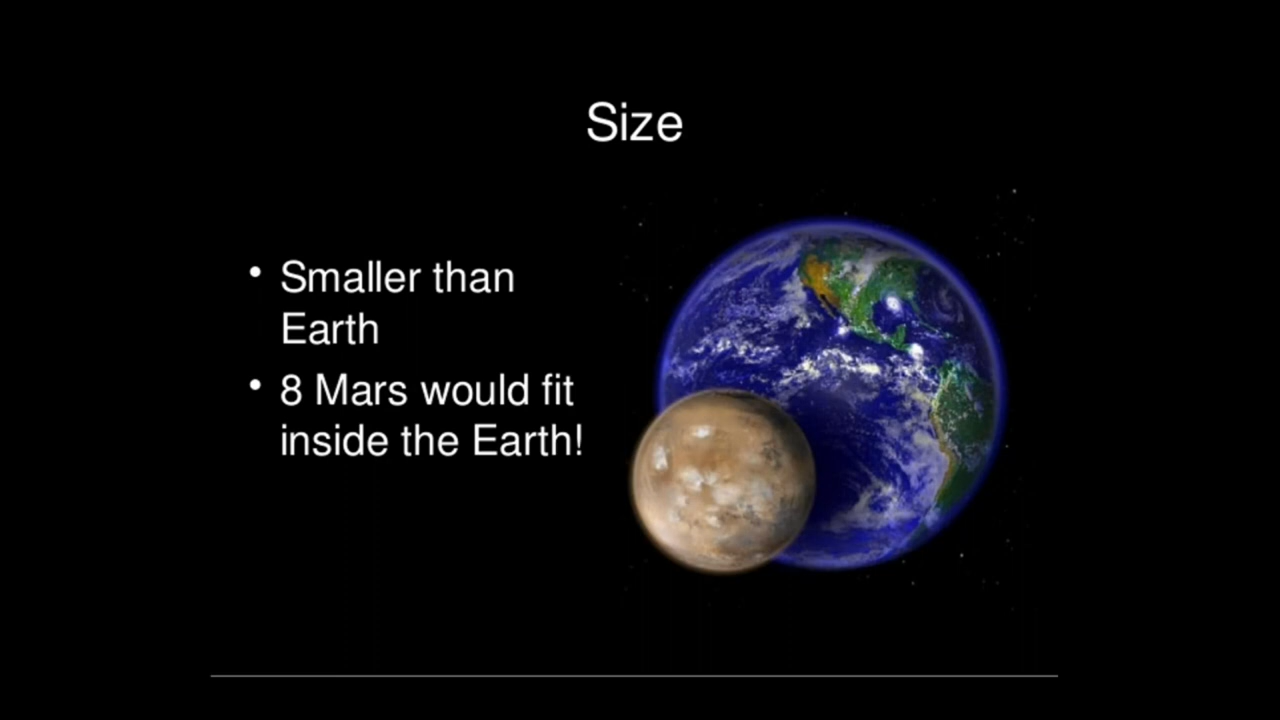 Size
• Smaller than
Earth
• 8 Mars would fit
inside the Earth!